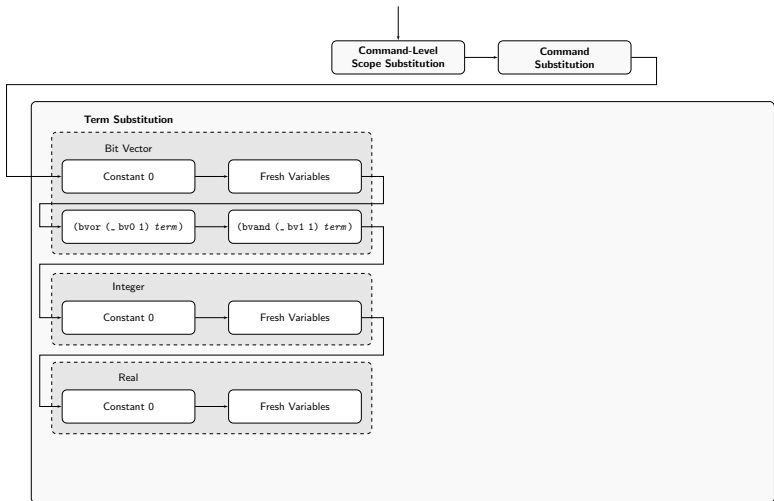 Command-Level
Scope Substitution
Command
Substitution
Term Substitution
Bit Vector
Constant 0
Fresh Variables
(bvor (_ bv0 1) term)
(bvand (_ bv1 1) term)
Integer
Constant 0
Fresh Variables
Real
Constant 0
Fresh Variables